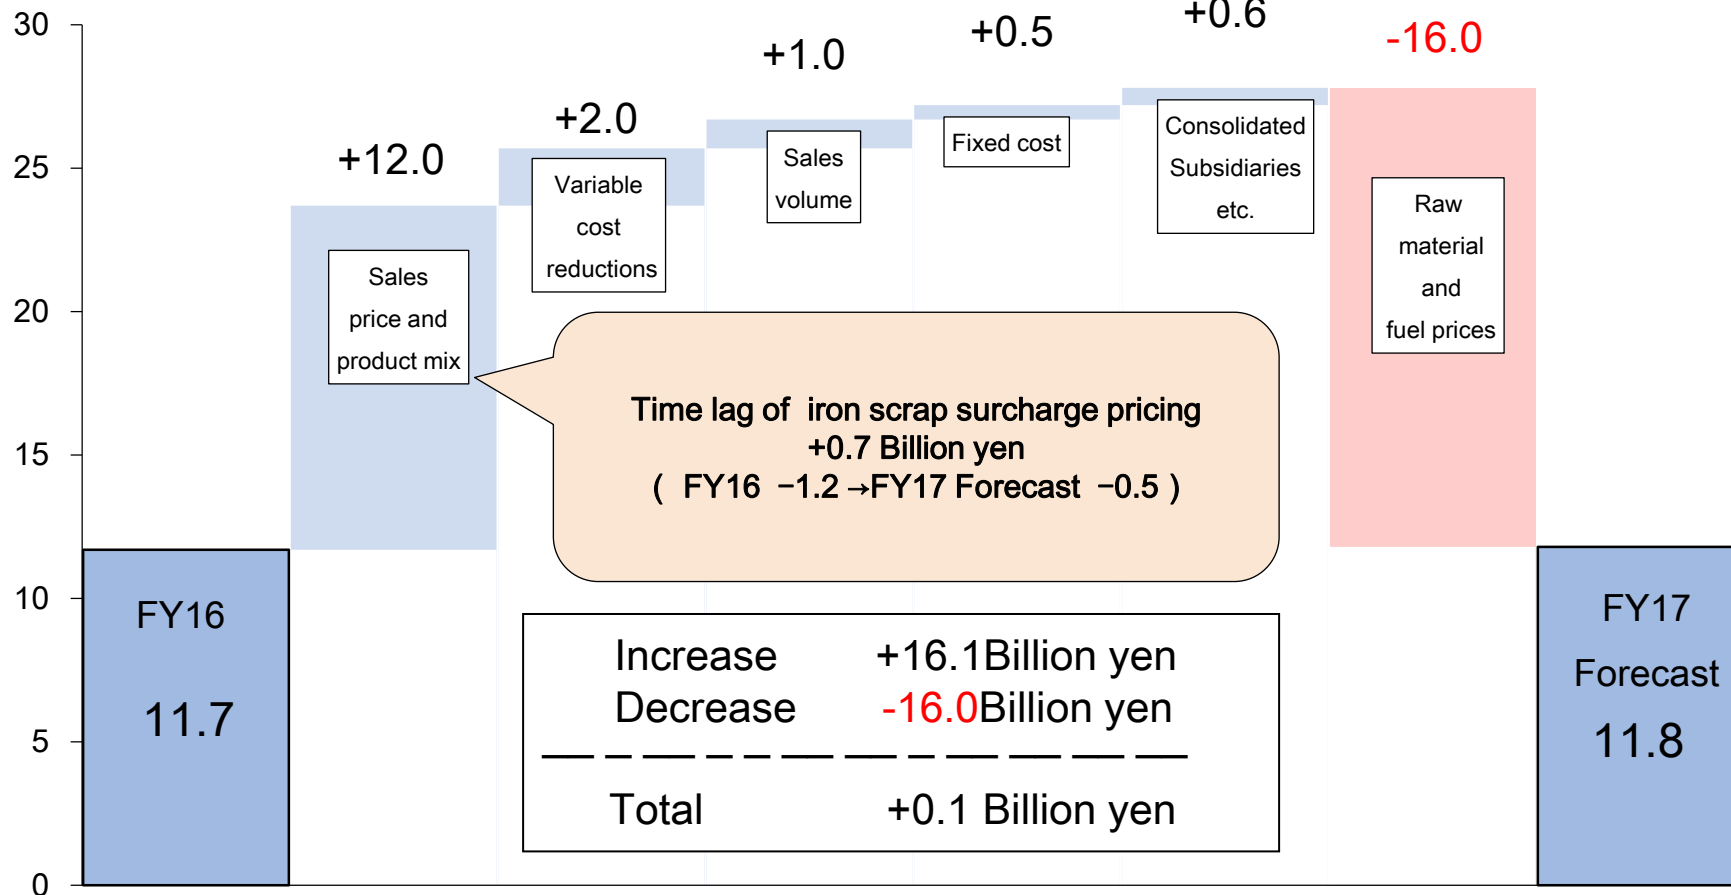 30
25
20
15
10
5
0
+12.0
+2.0
+1.0
+0.5
+0.6
-16.0
Sales
price and
product mix
Variable
cost
reductions
Sales
volume
Fixed cost
Consolidated
Subsidiaries
etc.
Raw
material
and
fuel prices
Time lag of iron scrap surcharge pricing
+0.7 Billion yen
( FY16 −1.2 →FY17 Forecast −0.5 )
FY16
11.7
Increase +16.1Billion yen
Decrease -16.0Billion yen
Total +0.1 Billion yen
FY17
Forecast
11.8